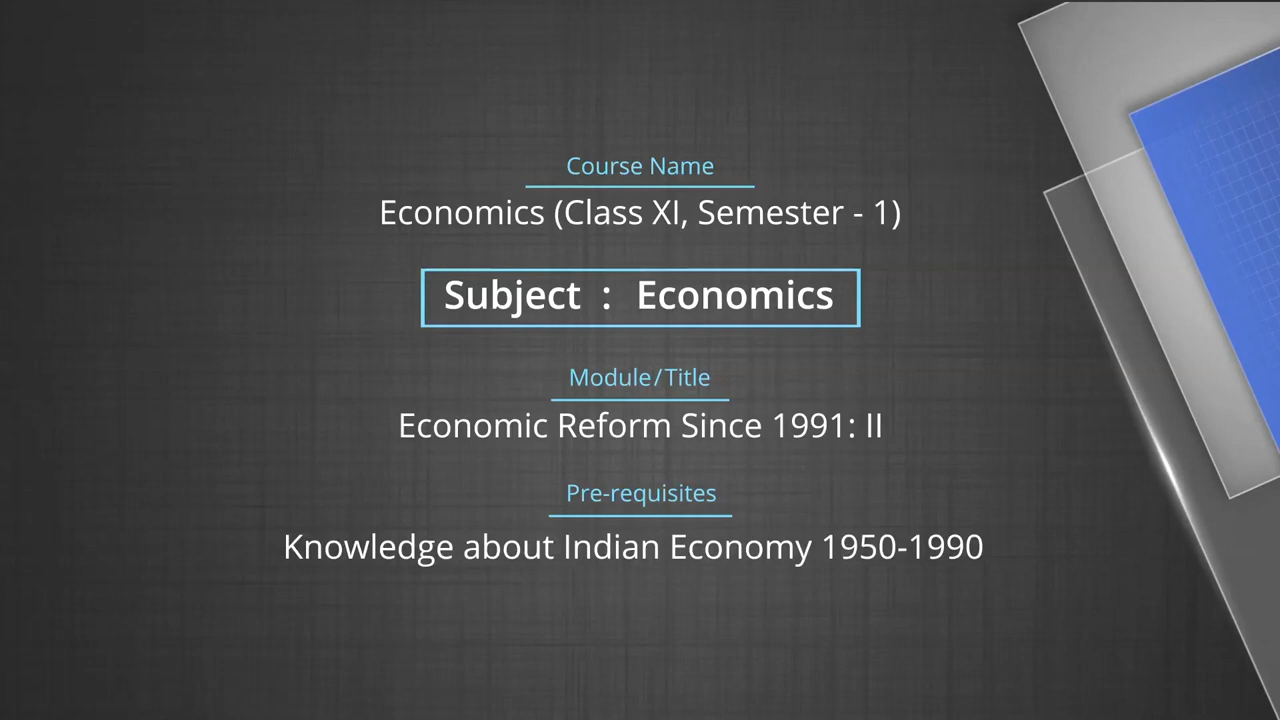 Course Name
Economics (Class XI, Semester - 1)
Subject : Economics
Module/Title
Economic Reform Since 1991: II
Pre-requisites
Knowledge about Indian Economy 1950-1990